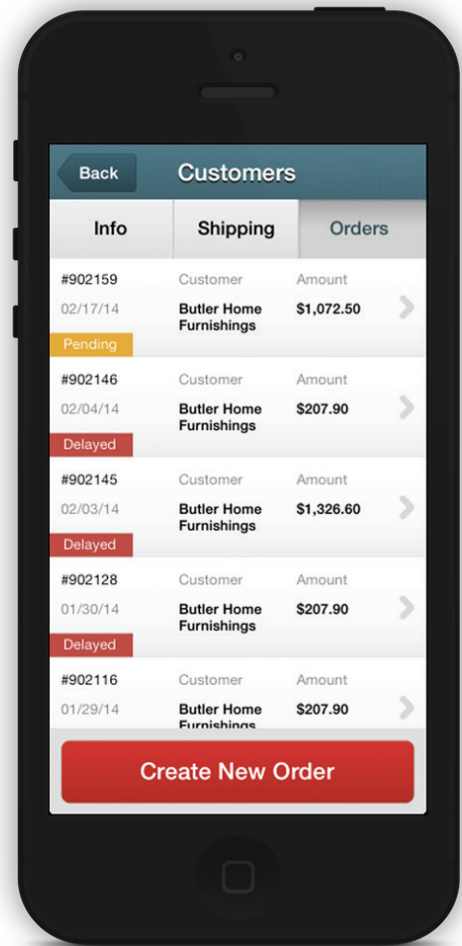 Back
Customers
Info Shipping Orders
#902159 Customer Amount
02/17/14 Butler Home $1,072.50
Furnishings
Pending
#902146 Customer Amount
02/04/14 Butler Home $207.90
Furnishings
Delayed
#902145 Customer Amount
02/03/14 Butler Home $1,326.60
Furnishings
Delayed
#902128 Customer Amount
01/30/14 Butler Home $207.90
Furnishings
Delayed
#902116 Customer Amount
01/29/14 Butler Home $207.90
Furnishings
Create New Order